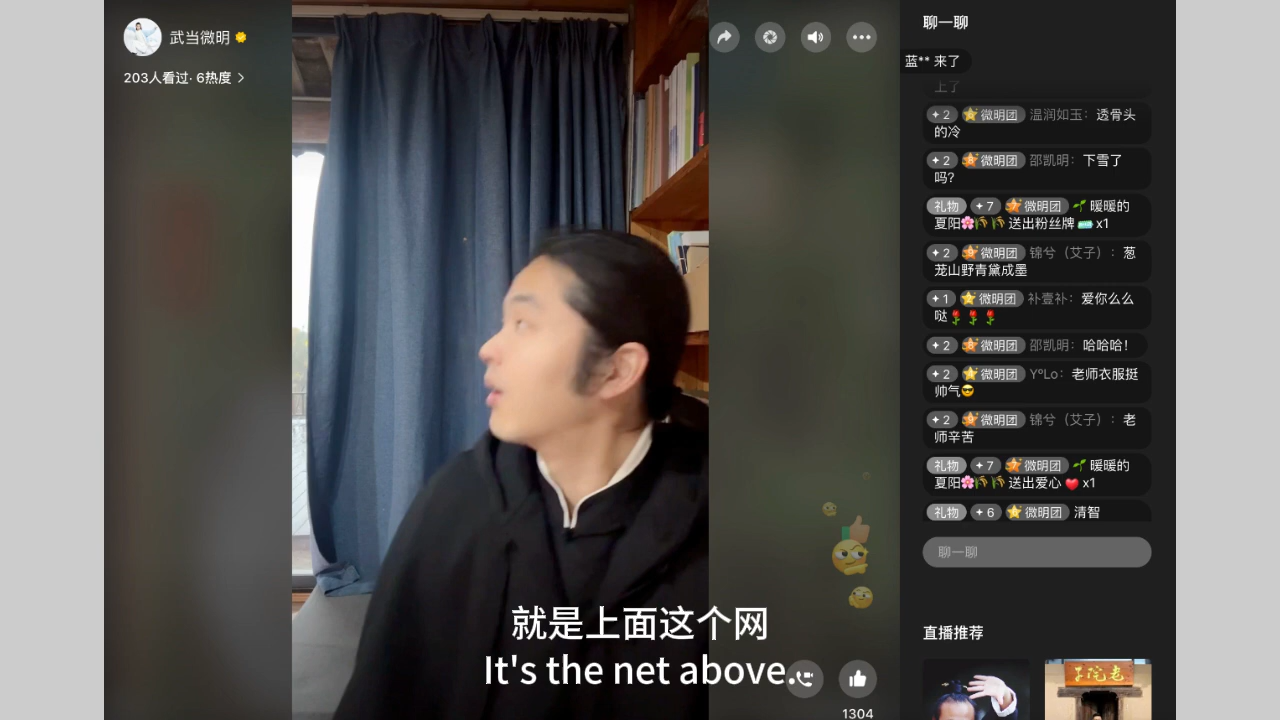 武当微明
203人看过· 6热度
就是上面这个网
It's the net above.
1304
聊一聊
蓝** 来了
上了
2 微明团 温润如玉：透骨头
的冷
2 微明团 邵凯明：下雪了
吗？
礼物 7 微明团 🌱暖暖的
夏阳🌸🌾🌾送出粉丝牌 x1
2 微明团 锦兮（艾子）：葱
茏山野青黛成墨
1 微明团 补壹补：爱你么么
哒🌹🌹🌹
2 微明团 邵凯明：哈哈哈！
2 微明团 Y°Lo：老师衣服挺
帅气😎
2 微明团 锦兮（艾子）：老
师辛苦
礼物 7 微明团 🌱暖暖的
夏阳🌸🌾🌾送出爱心❤️ x1
礼物 6 微明团 清智
聊一聊
直播推荐
老院子